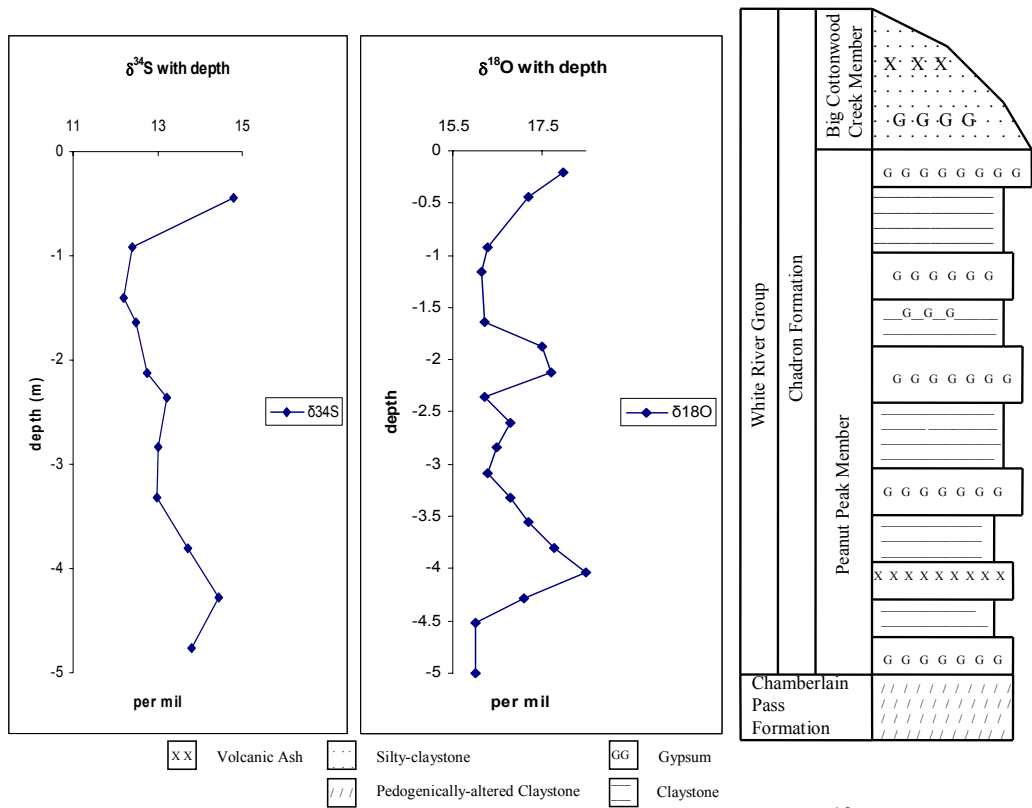 δ³⁴S with depth
11 13 15
0
-1
-2
-3
-4
-5
depth (m)
δ34S
per mil
δ¹⁸O with depth
15.5 17.5
0
-0.5
-1
-1.5
-2
-2.5
-3
-3.5
-4
-4.5
-5
depth
δ18O
per mil
White River Group
Chadron Formation
Big Cottonwood
Creek Member
Peanut Peak Member
X X X
G G G G
G G G G G G G G
G G G G G G
G G G
G G G G G G G
G G G G G G G
X X X X X X X X X
G G G G G G G
Chamberlain
Pass
Formation
X X Volcanic Ash
Silty-claystone
GG Gypsum
/ / / Pedogenically-altered Claystone
Claystone